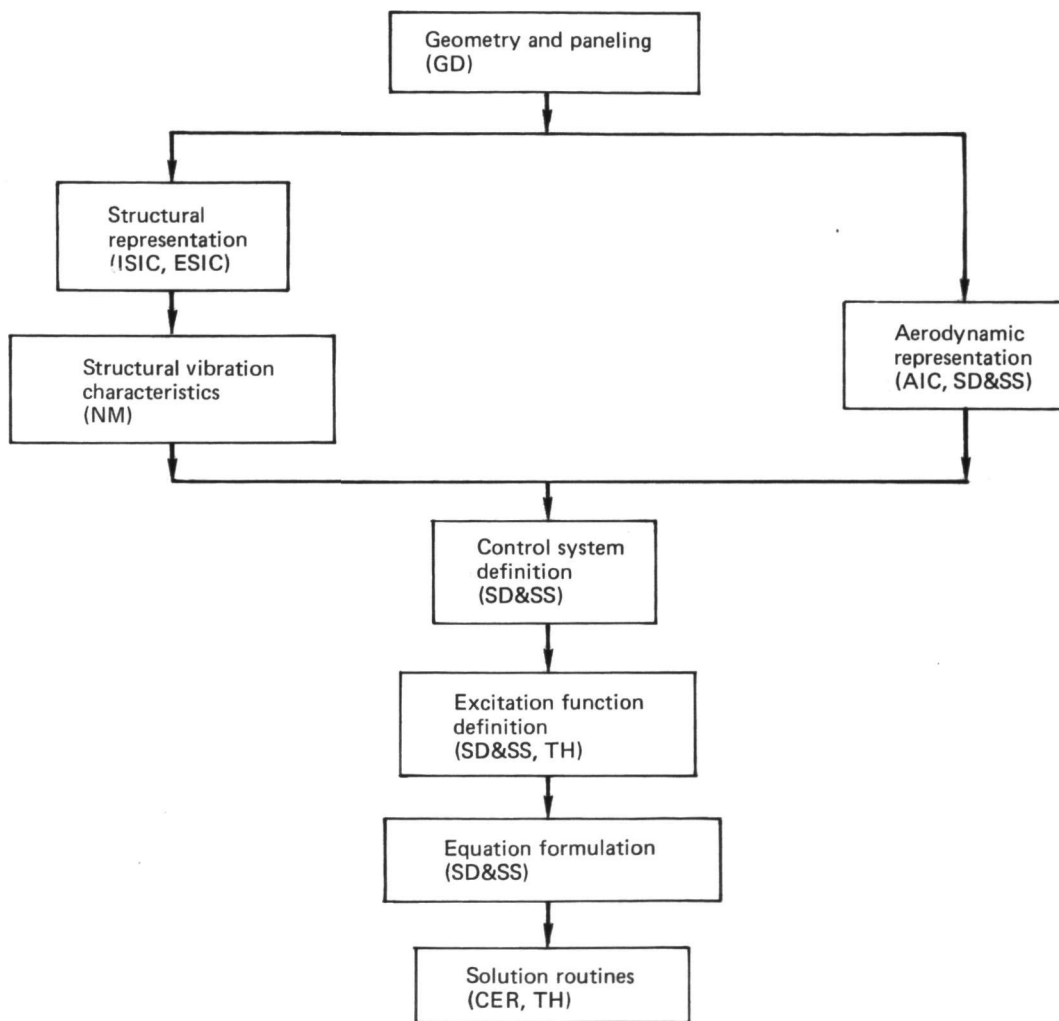 Geometry and paneling
(GD)
Structural
representation
(ISIC, ESIC)
Structural vibration
characteristics
(NM)
Aerodynamic
representation
(AIC, SD&SS)
Control system
definition
(SD&SS)
Excitation function
definition
(SD&SS, TH)
Equation formulation
(SD&SS)
Solution routines
(CER, TH)